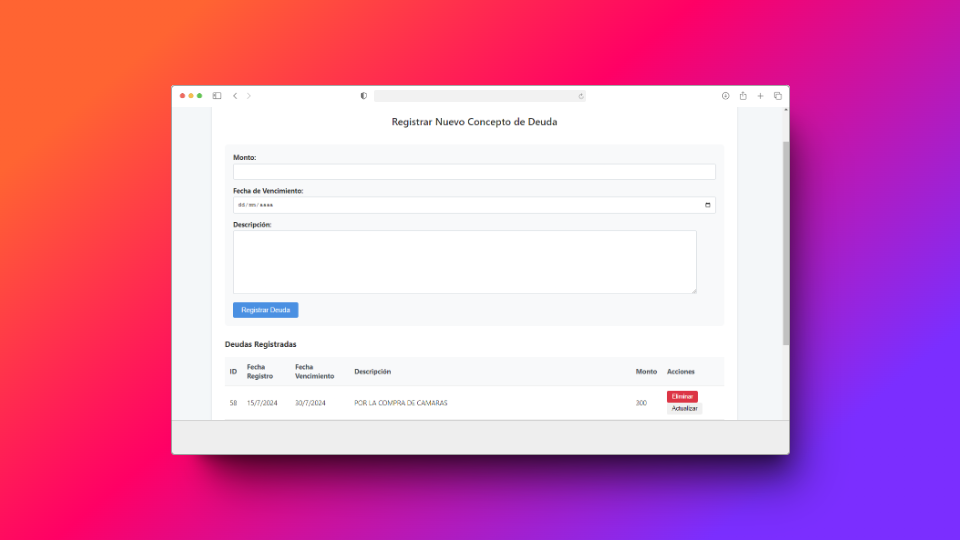 Registrar Nuevo Concepto de Deuda
Monto:
Fecha de Vencimiento:
dd/mm/aaaa
Descripción:
Registrar Deuda
Deudas Registradas
ID Fecha Registro Fecha Vencimiento Descripción Monto Acciones
58 15/7/2024 30/7/2024 POR LA COMPRA DE CAMARAS 300 Eliminar
Actualizar